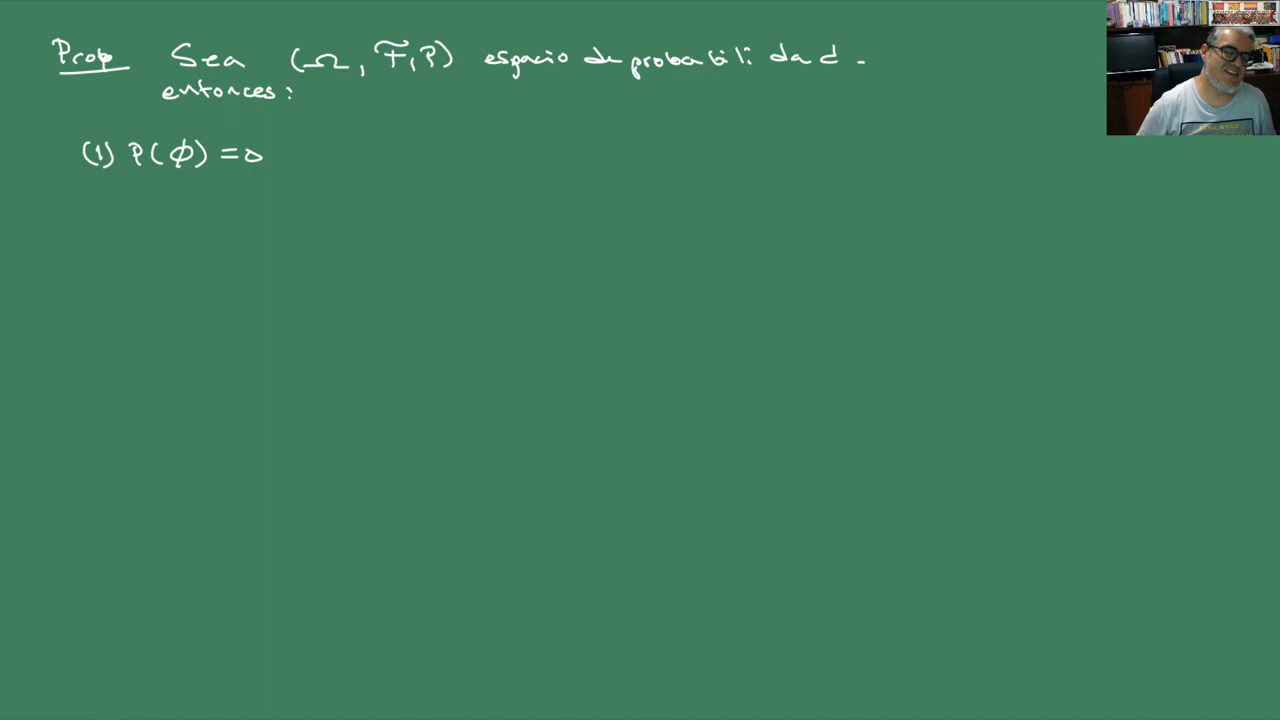 Prop Sea (Ω, F, P) espacio de probabilidad.
entonces:
(1) P(∅) = 0